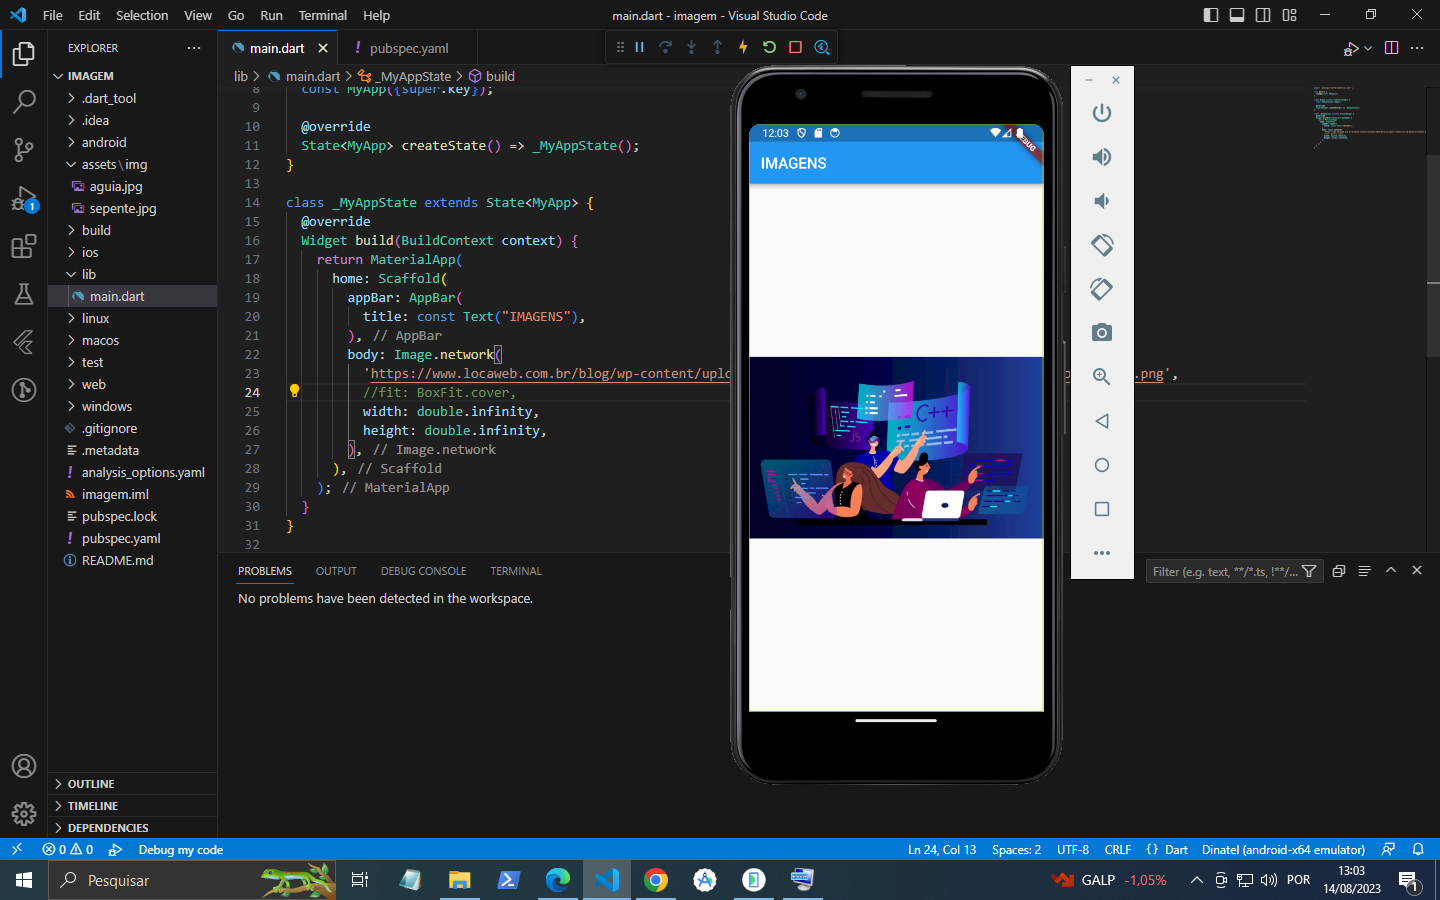 File Edit Selection View Go Run Terminal Help
main.dart - imagem - Visual Studio Code
EXPLORER
IMAGEM
.dart_tool
.idea
android
assets\img
aguia.jpg
sepente.jpg
build
ios
lib
main.dart
linux
macos
test
web
windows
.gitignore
.metadata
analysis_options.yaml
imagem.iml
pubspec.lock
pubspec.yaml
README.md
OUTLINE
TIMELINE
DEPENDENCIES
1
main.dart
pubspec.yaml
lib > main.dart > _MyAppState > build
8 const MyApp({super.key});
9
10 @override
11 State<MyApp> createState() => _MyAppState();
12 }
13
14 class _MyAppState extends State<MyApp> {
15 @override
16 Widget build(BuildContext context) {
17 return MaterialApp(
18 home: Scaffold(
19 appBar: AppBar(
20 title: const Text("IMAGENS"),
21 ), // AppBar
22 body: Image.network(
23 'https://www.locaweb.com.br/blog/wp-content/uplo .png',
24 //fit: BoxFit.cover,
25 width: double.infinity,
26 height: double.infinity,
27 ), // Image.network
28 ), // Scaffold
29 ); // MaterialApp
30 }
31 }
32
12:03
DEBUG
IMAGENS
C++
JS
PROBLEMS OUTPUT DEBUG CONSOLE TERMINAL
Filter (e.g. text, **/*.ts, !**/...
No problems have been detected in the workspace.
0 0 Debug my code
Ln 24, Col 13 Spaces: 2 UTF-8 CRLF {} Dart Dinatel (android-x64 emulator)
Pesquisar
GALP -1,05%
POR
13:03
14/08/2023
1